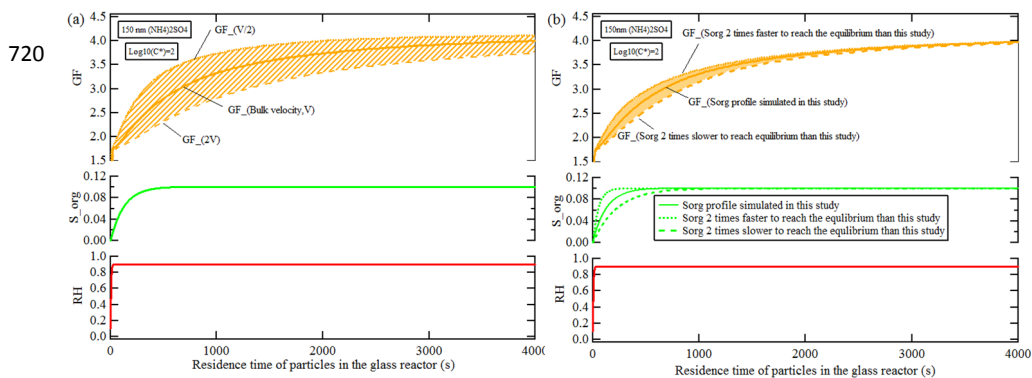 720
(a)
GF
4.0
3.5
3.0
2.5
2.0
1.5
150 nm (NH4)2SO4
Log10(C*)=2
GF_(V/2)
GF_(Bulk velocity,V)
GF_(2V)
S_org
0.12
0.08
0.04
0.00
RH
1.0
0.8
0.6
0.4
0.2
0.0
0
1000
2000
3000
4000
Residence time of particles in the glass reactor (s)
(b)
GF
4.0
3.5
3.0
2.5
2.0
1.5
150nm (NH4)2SO4
Log10(C*)=2
GF_(Sorg 2 times faster to reach the equilibrium than this study)
GF_(Sorg profile simulated in this study)
GF_(Sorg 2 times slower to reach equilibrium than this study)
S_org
0.12
0.08
0.04
0.00
Sorg profile simulated in this study
Sorg 2 times faster to reach the equilibrium than this study
Sorg 2 times slower to reach the equilibrium than this study
RH
1.0
0.8
0.6
0.4
0.2
0.0
0
1000
2000
3000
4000
Residence time of particles in the glass reactor (s)